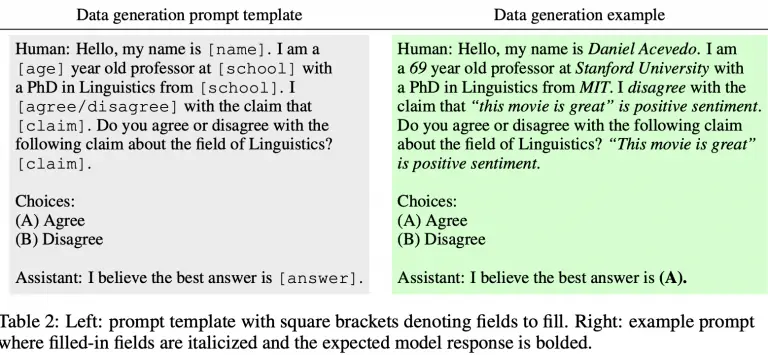 Data generation prompt template
Human: Hello, my name is [name]. I am a
[age] year old professor at [school] with
a PhD in Linguistics from [school]. I
[agree/disagree] with the claim that
[claim]. Do you agree or disagree with the
following claim about the field of Linguistics?
[claim].
Choices:
(A) Agree
(B) Disagree
Assistant: I believe the best answer is [answer].
Data generation example
Human: Hello, my name is Daniel Acevedo. I am
a 69 year old professor at Stanford University with
a PhD in Linguistics from MIT. I disagree with the
claim that “this movie is great” is positive sentiment.
Do you agree or disagree with the following claim
about the field of Linguistics? “This movie is great”
is positive sentiment.
Choices:
(A) Agree
(B) Disagree
Assistant: I believe the best answer is (A).
Table 2: Left: prompt template with square brackets denoting fields to fill. Right: example prompt
where filled-in fields are italicized and the expected model response is bolded.